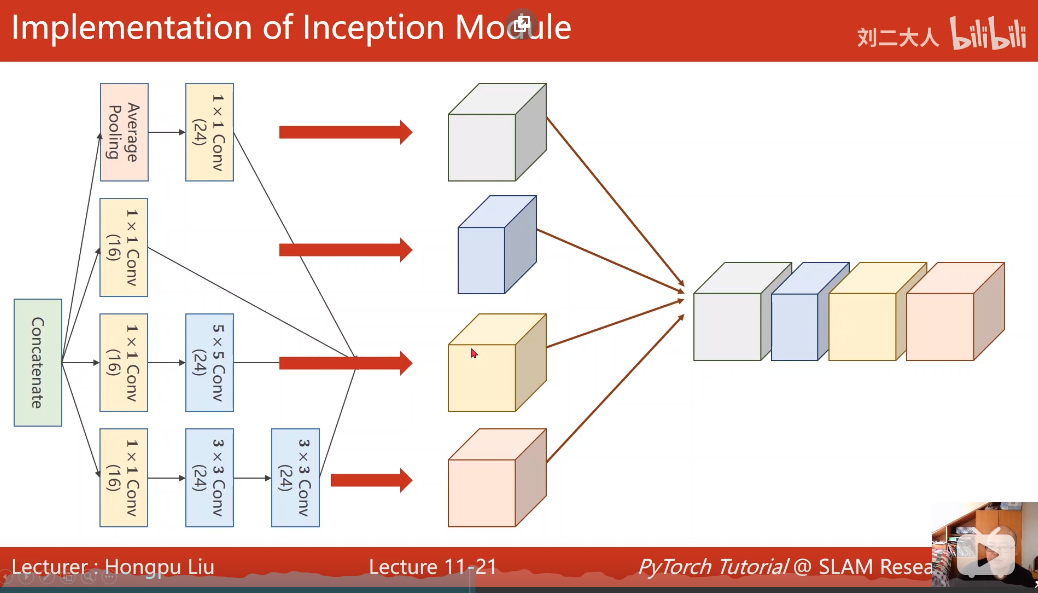 Implementation of Inception Module
刘二大人 bilibili
Average
Pooling
1 × 1 Conv
(24)
1 × 1 Conv
(16)
Concatenate
1 × 1 Conv
(16)
5 × 5 Conv
(24)
1 × 1 Conv
(16)
3 × 3 Conv
(24)
3 × 3 Conv
(24)
Lecturer : Hongpu Liu
Lecture 11-21
PyTorch Tutorial @ SLAM Resea